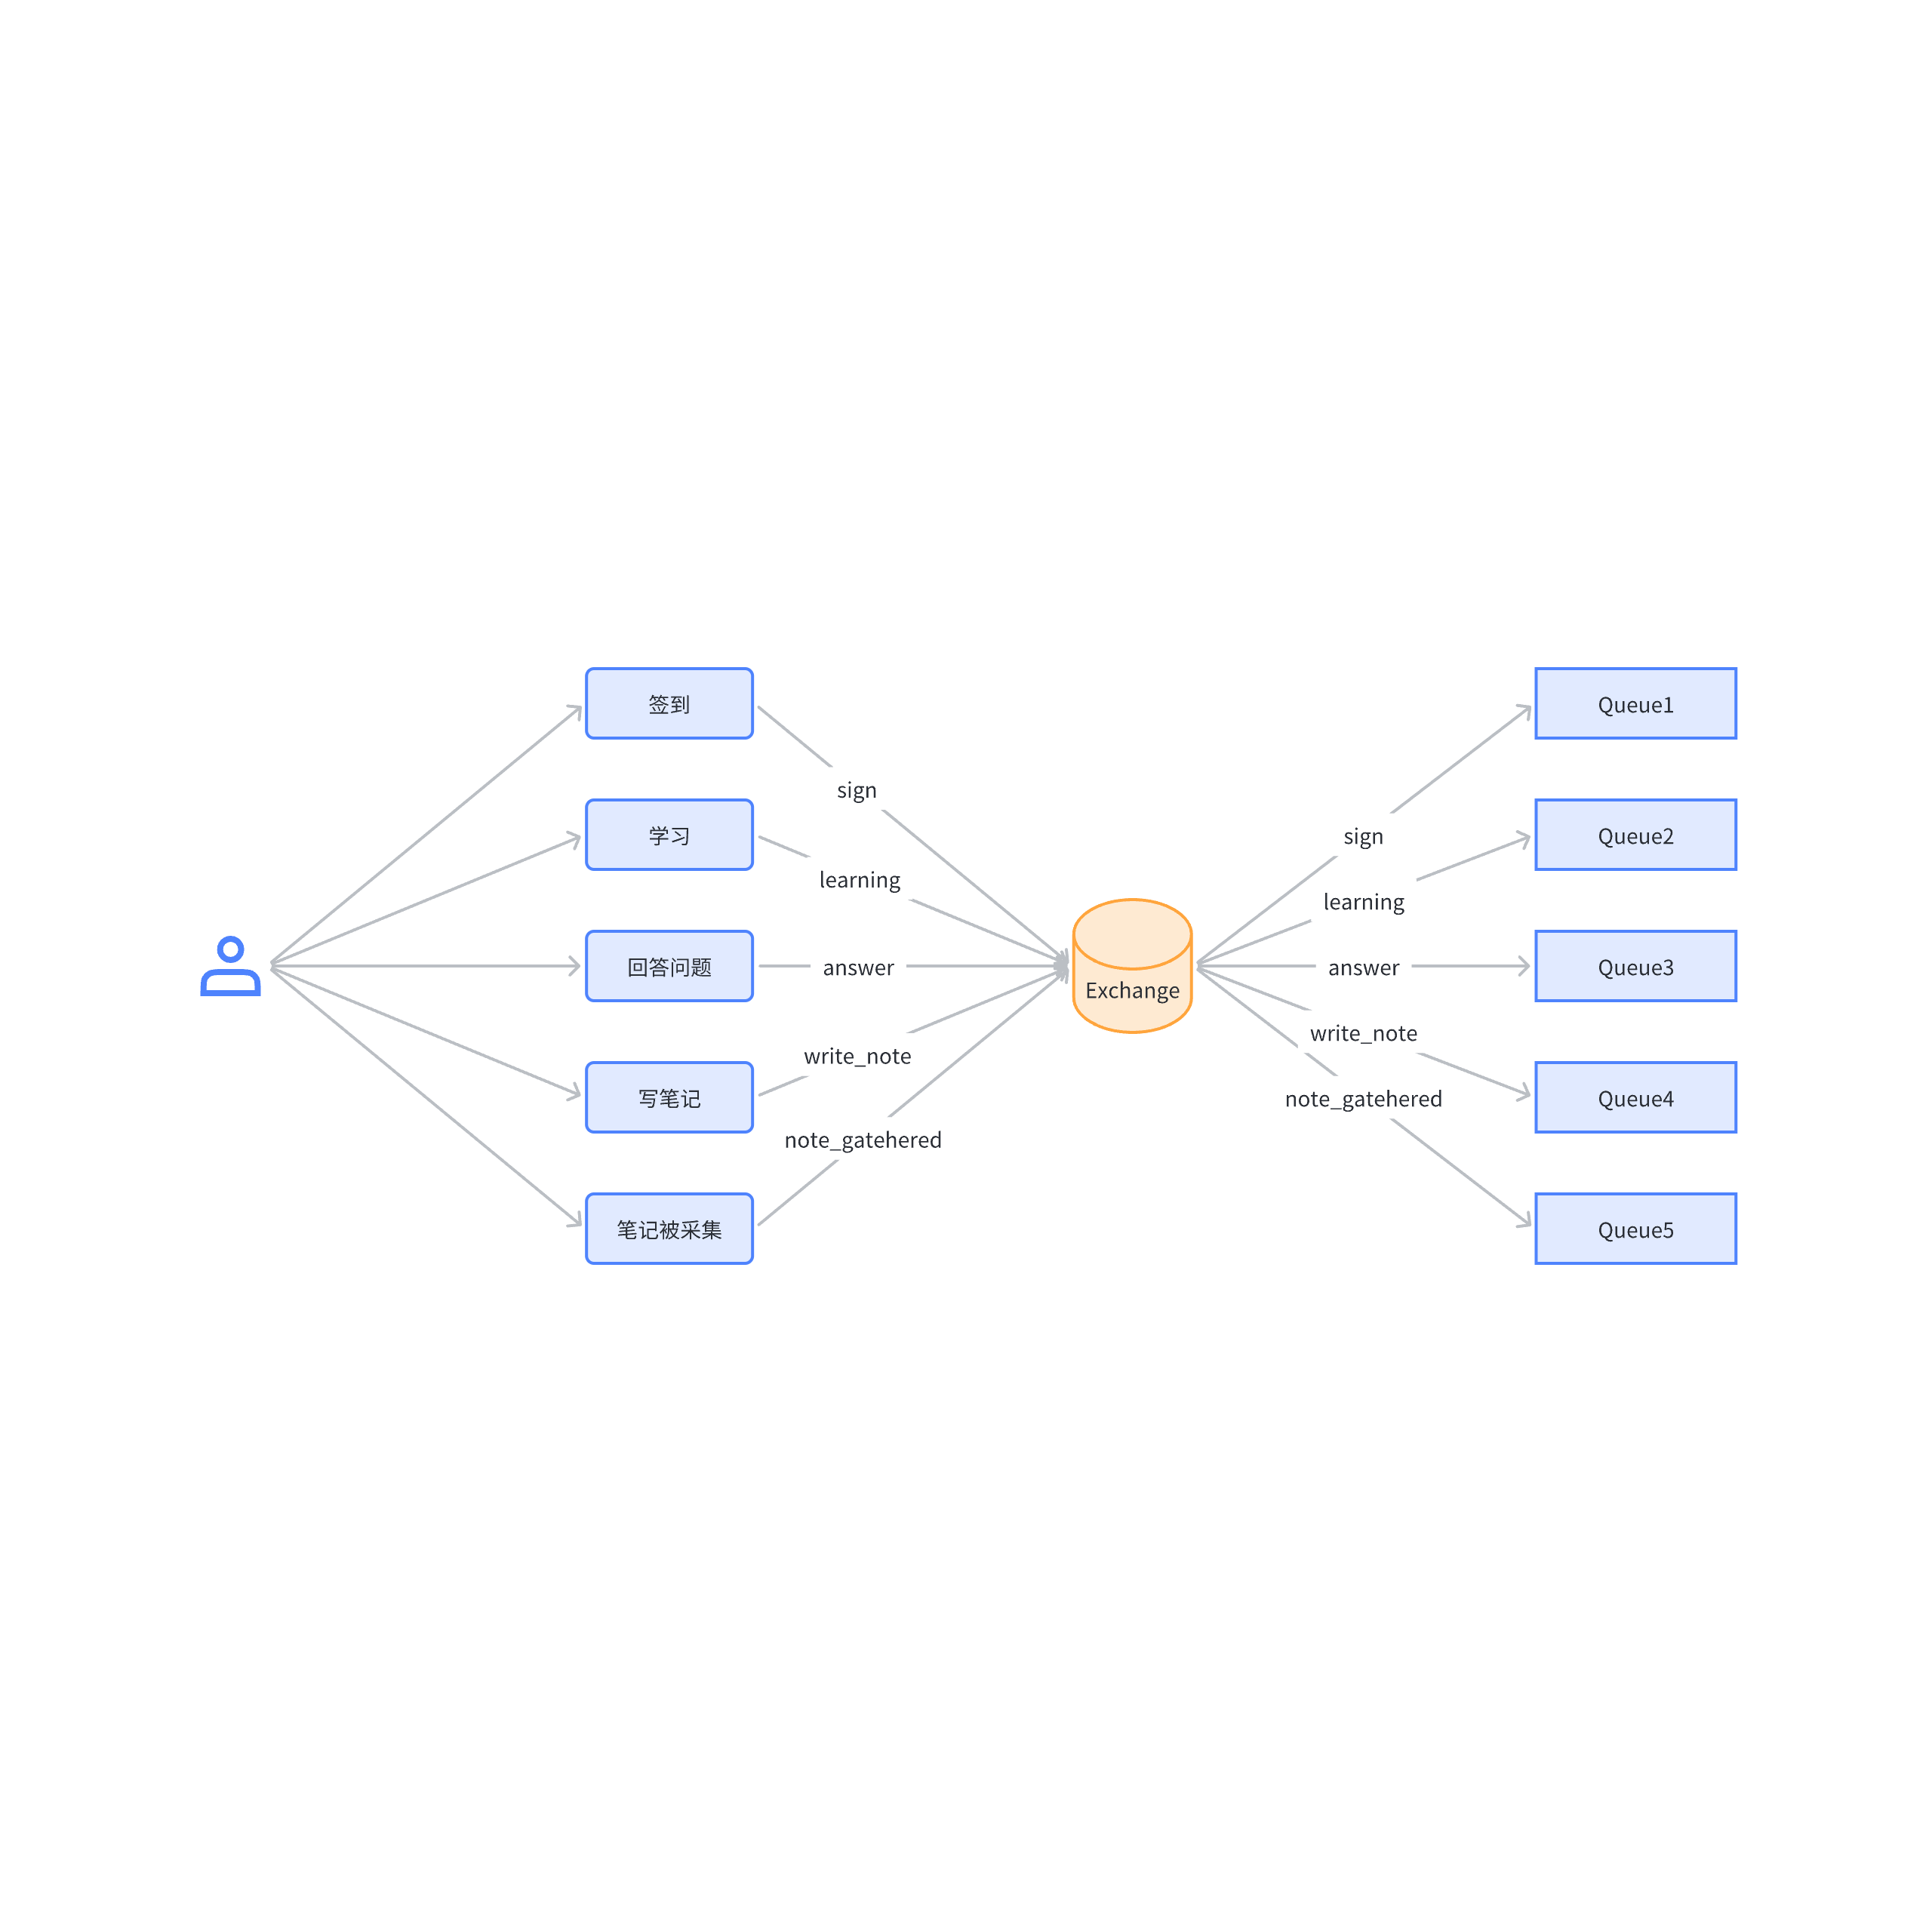 签到
学习
回答问题
写笔记
笔记被采集
sign
learning
answer
write_note
note_gatehered
Exchange
sign
learning
answer
write_note
note_gatehered
Queue1
Queue2
Queue3
Queue4
Queue5